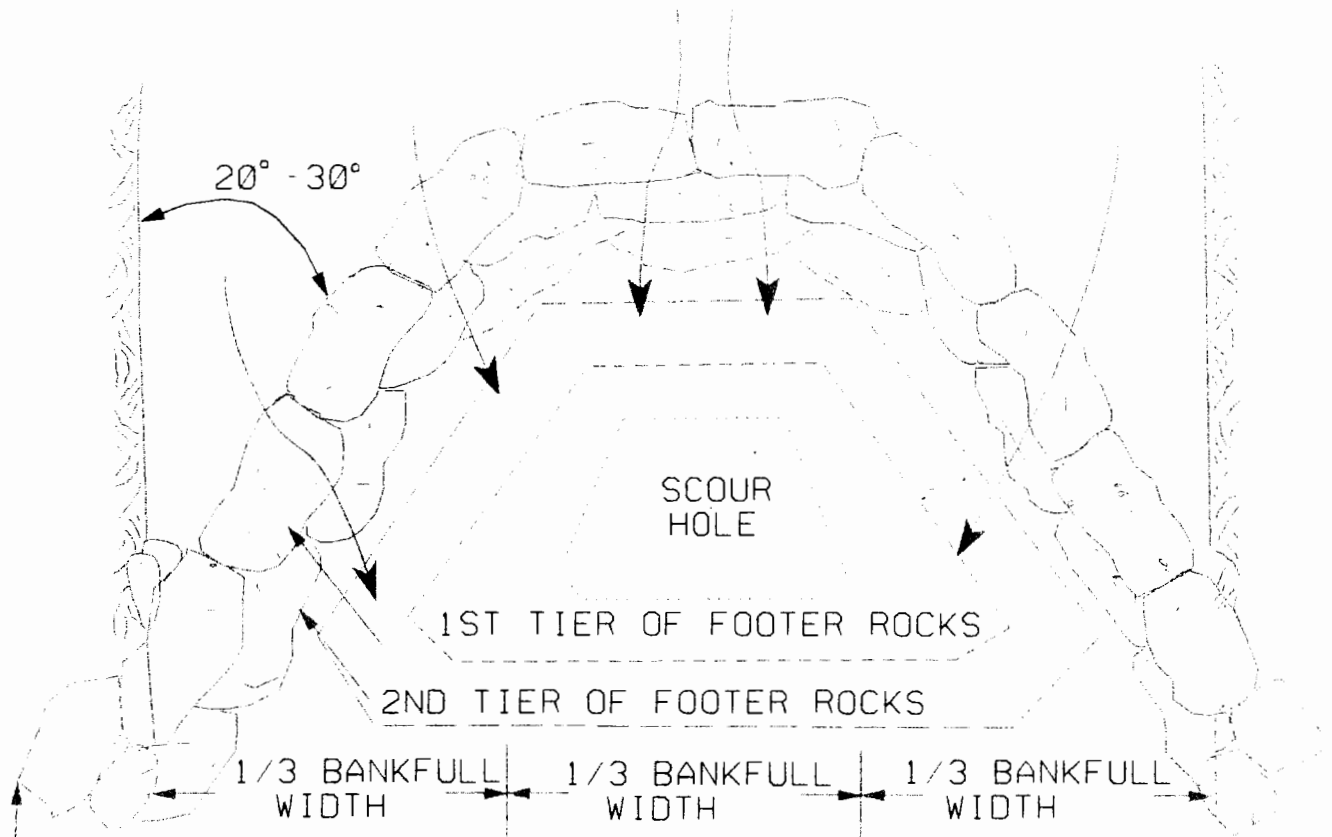 20° - 30°
SCOUR
HOLE
1ST TIER OF FOOTER ROCKS
2ND TIER OF FOOTER ROCKS
1/3 BANKFULL
WIDTH
1/3 BANKFULL
WIDTH
1/3 BANKFULL
WIDTH